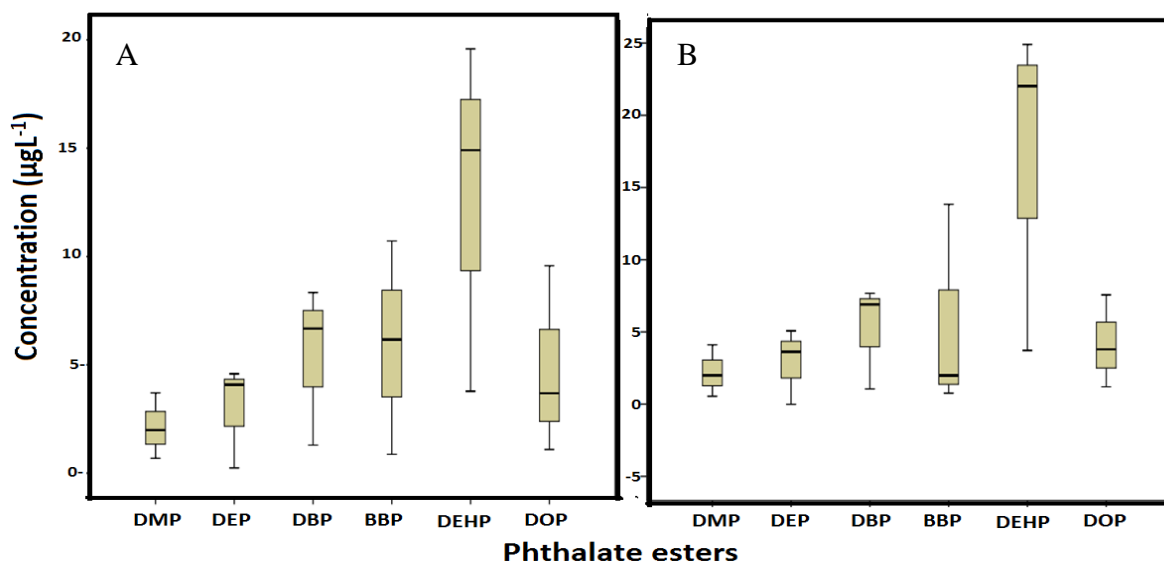 A
B
Concentration (µgL-1)
20
15
10
5-
0-
25
20
15
10
5
0
-5
DMP DEP DBP BBP DEHP DOP
DMP DEP DBP BBP DEHP DOP
Phthalate esters